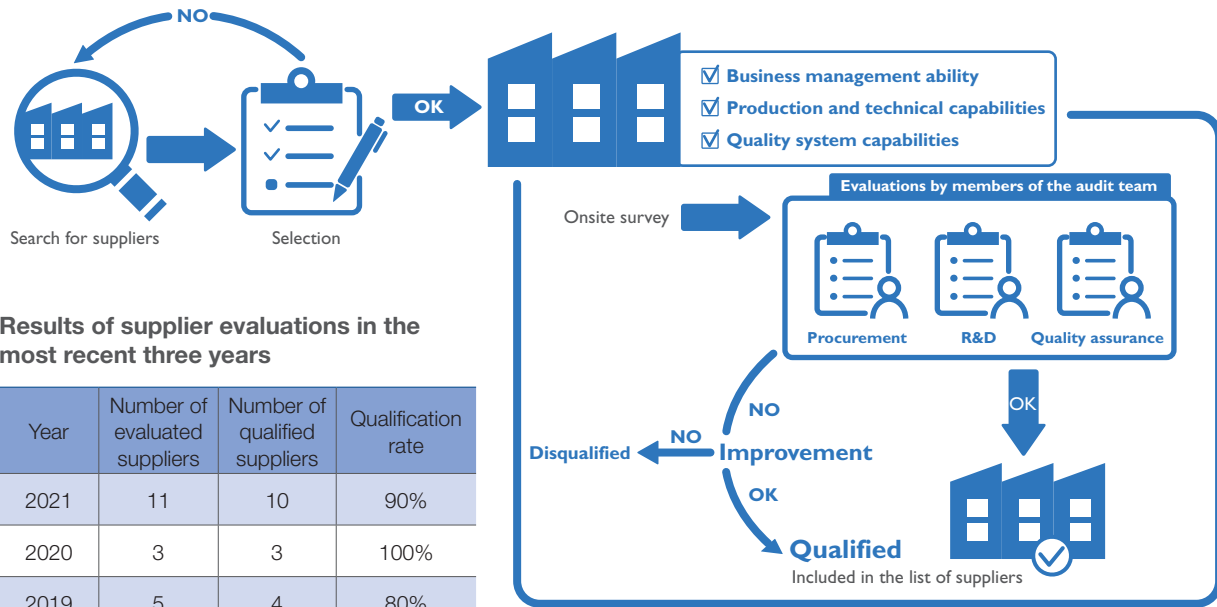 NO
OK
Search for suppliers
Selection
Business management ability
Production and technical capabilities
Quality system capabilities
Onsite survey
Evaluations by members of the audit team
Procurement
R&D
Quality assurance
NO
NO
Disqualified
Improvement
OK
OK
Qualified
Included in the list of suppliers
Results of supplier evaluations in the
most recent three years
Year
Number of
evaluated
suppliers
Number of
qualified
suppliers
Qualification
rate
2021 11 10 90%
2020 3 3 100%
2019 5 4 80%